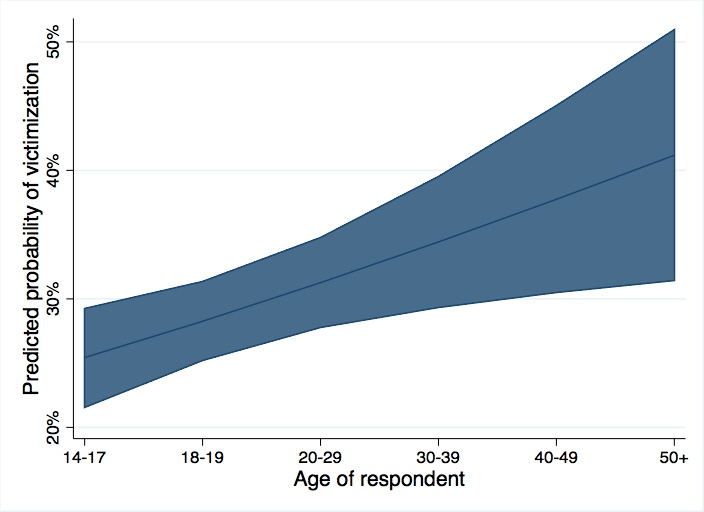 Predicted probability of victimization
50%
40%
30%
20%
14-17 18-19 20-29 30-39 40-49 50+
Age of respondent